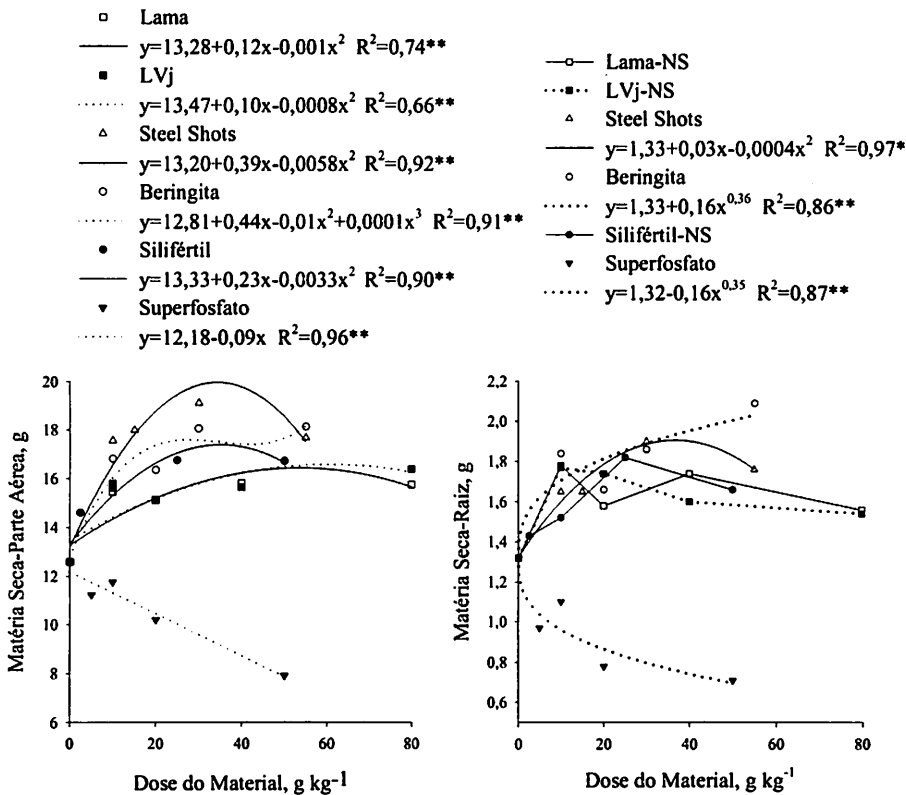 Lama
y=13,28+0,12x-0,001x² R²=0,74**
LVj
y=13,47+0,10x-0,0008x² R²=0,66**
Steel Shots
y=13,20+0,39x-0,0058x² R²=0,92**
Beringita
y=12,81+0,44x-0,01x²+0,0001x³ R²=0,91**
Silifértil
y=13,33+0,23x-0,0033x² R²=0,90**
Superfosfato
y=12,18-0,09x R²=0,96**
Lama-NS
LVj-NS
Steel Shots
y=1,33+0,03x-0,0004x² R²=0,97*
Beringita
y=1,33+0,16x^0,36 R²=0,86**
Silifértil-NS
Superfosfato
y=1,32-0,16x^0,35 R²=0,87**
Matéria Seca-Parte Aérea, g
20
18
16
14
12
10
8
6
0 20 40 60 80
Dose do Material, g kg⁻¹
Matéria Seca-Raiz, g
2,2
2,0
1,8
1,6
1,4
1,2
1,0
0,8
0,6
0 20 40 60 80
Dose do Material, g kg⁻¹